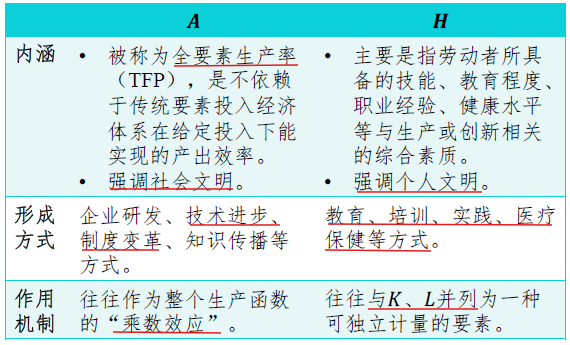 A H
内涵
• 被称为全要素生产率
（TFP），是不依赖
于传统要素投入经济
体系在给定投入下能
实现的产出效率。
• 强调社会文明。
• 主要是指劳动者所具
备的技能、教育程度、
职业经验、健康水平
等与生产或创新相关
的综合素质。
• 强调个人文明。
形成
方式
企业研发、技术进步、
制度变革、知识传播等
方式。
教育、培训、实践、医疗
保健等方式。
作用
机制
往往作为整个生产函数
的“乘数效应”。
往往与K、L并列为一种
可独立计量的要素。